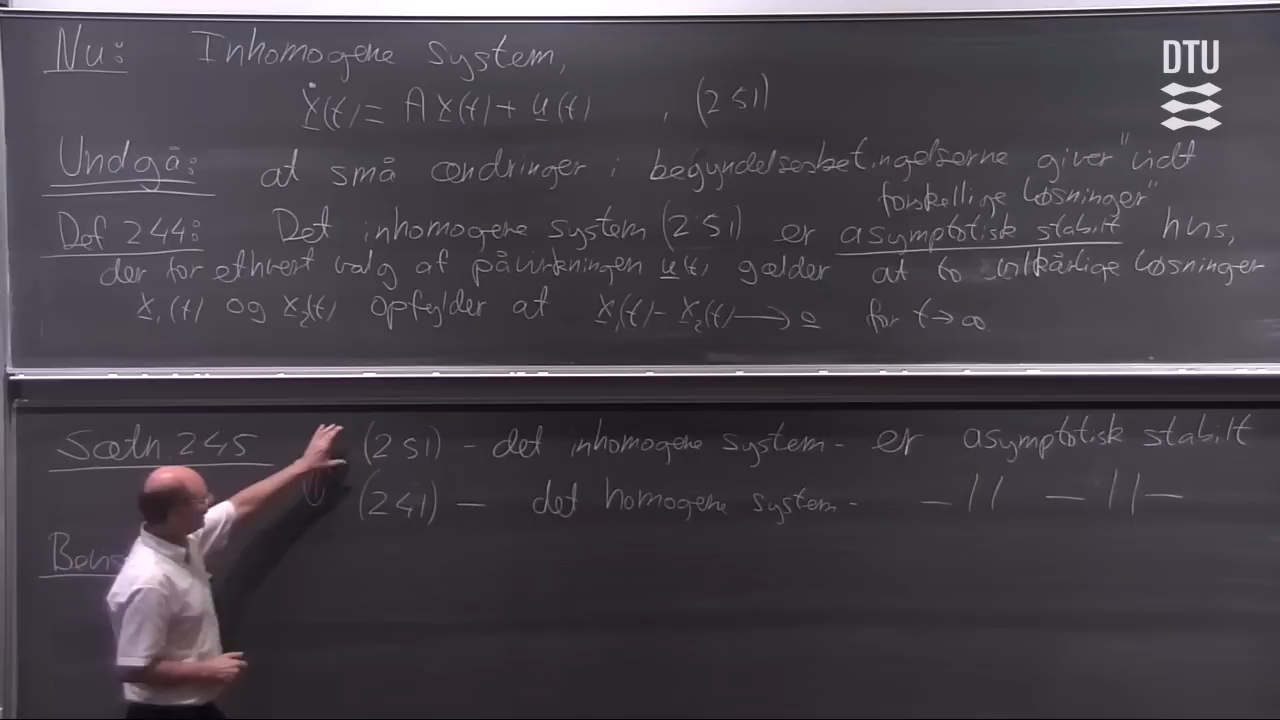 DTU
Nu: Inhomogene system,
ẋ(t) = A x(t) + u(t) , (2 51)
Undgå: at små ændringer i begyndelsesbetingelserne giver "vidt
forskellige løsninger"
Def 2 44: Det inhomogene system (2 51) er asymptotisk stabilt hvis,
der for ethvert valg af påvirkningen u(t) gælder at to vilkårlige løsninger
x₁(t) og x₂(t) opfylder at x₁(t) - x₂(t) → 0 for t → ∞
Sætn 2 45 (2 51) - det inhomogene system - er asymptotisk stabilt
(2 41) - det homogene system - -||- -||-